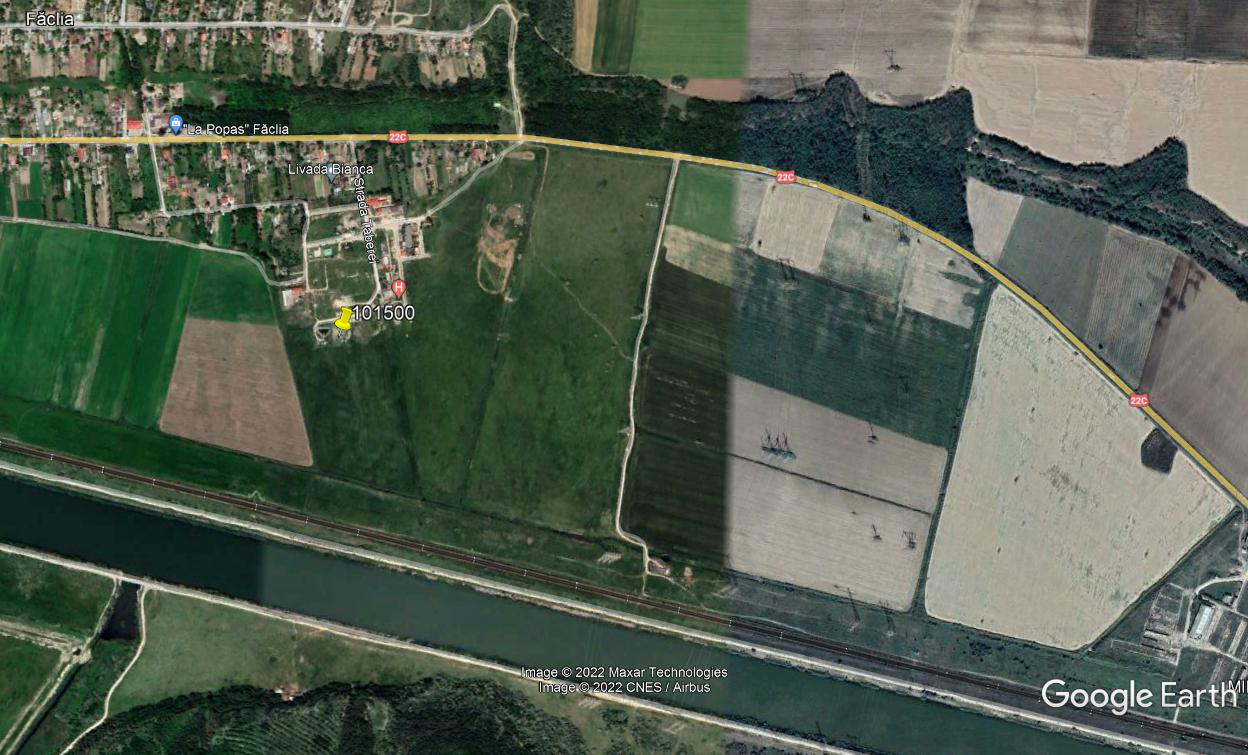 Făclia
22C
"La Popas" Făclia
Livada Bianca
Strada Taberei
22C
H
101500
22C
Image © 2022 Maxar Technologies
Image © 2022 CNES / Airbus
Google Earth